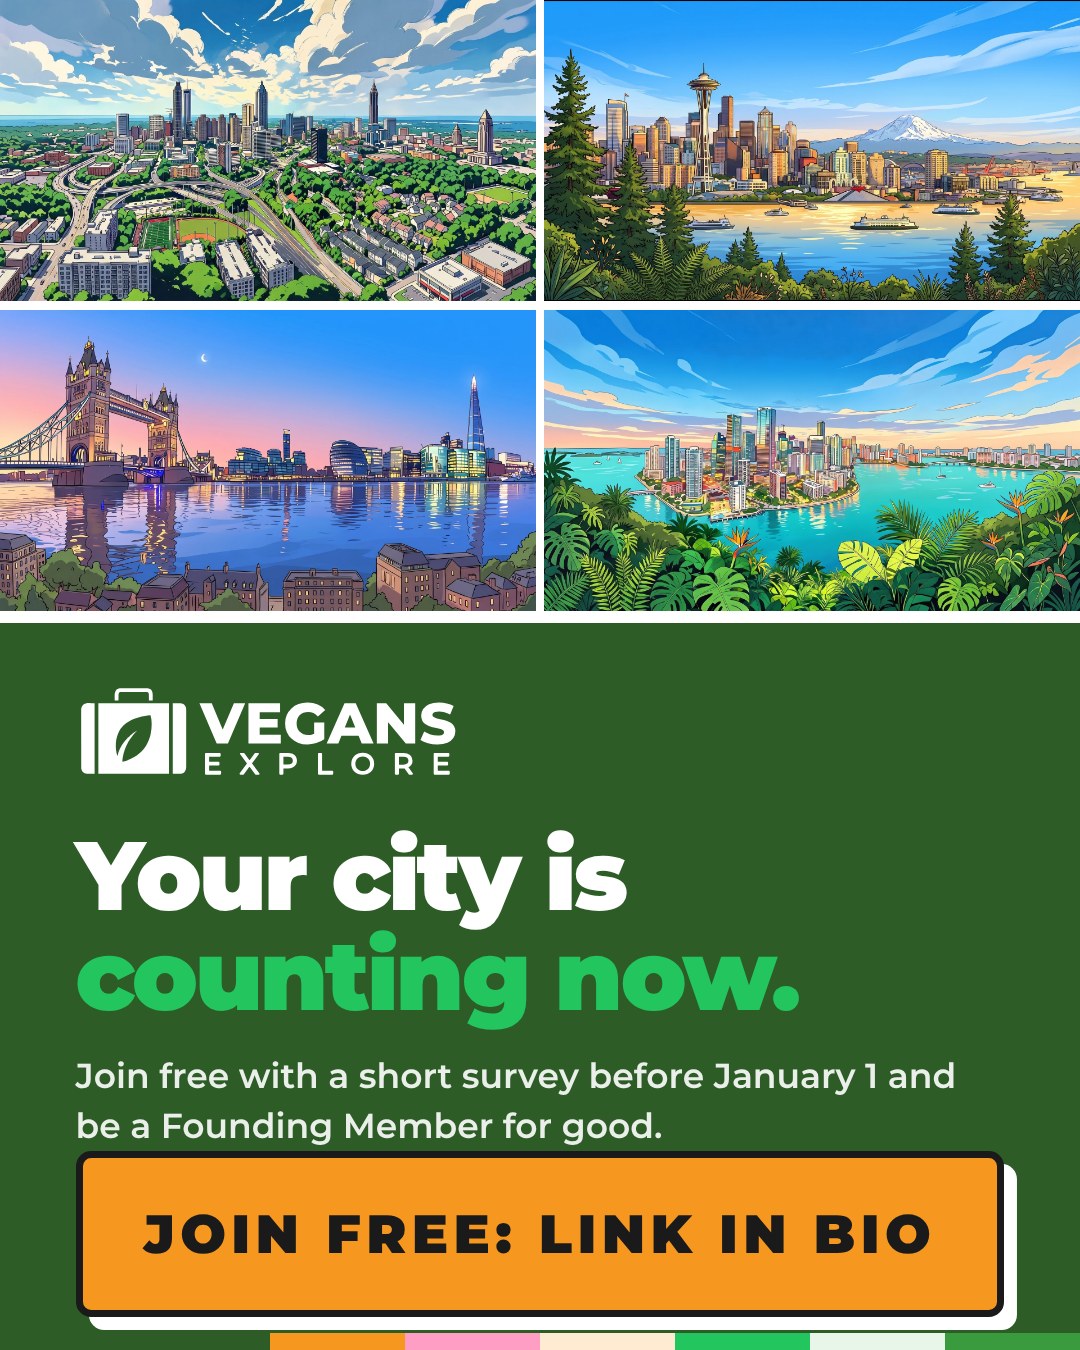 VEGANS
EXPLORE
Your city is
counting now.
Join free with a short survey before January 1 and
be a Founding Member for good.
JOIN FREE: LINK IN BIO